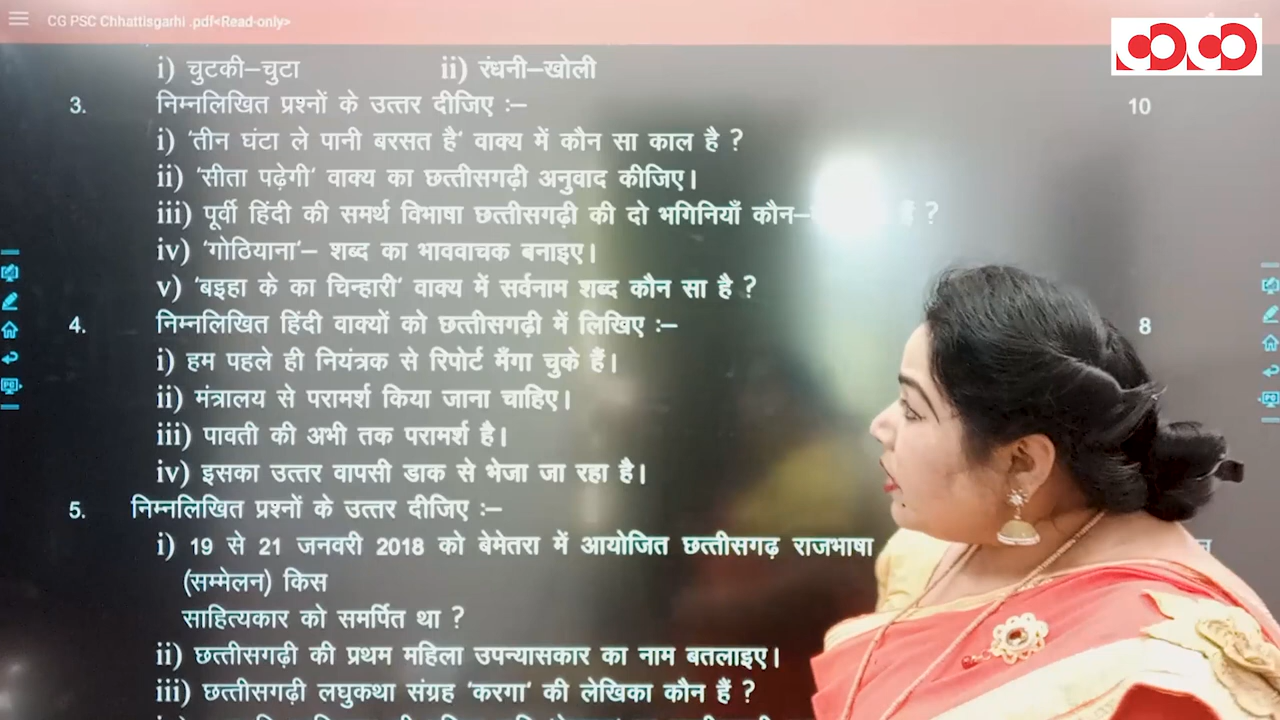 CG PSC Chhattisgarhi .pdf<Read-only>
i) चुटकी–चुटा ii) रंधनी–खोली
3. निम्नलिखित प्रश्नों के उत्तर दीजिए :– 10
i) 'तीन घंटा ले पानी बरसत है' वाक्य में कौन सा काल है ?
ii) 'सीता पढ़ेगी' वाक्य का छत्तीसगढ़ी अनुवाद कीजिए।
iii) पूर्वी हिंदी की समर्थ विभाषा छत्तीसगढ़ी की दो भगिनियाँ कौन– हैं ?
iv) 'गोठियाना'– शब्द का भाववाचक बनाइए।
v) 'बइहा के का चिन्हारी' वाक्य में सर्वनाम शब्द कौन सा है ?
4. निम्नलिखित हिंदी वाक्यों को छत्तीसगढ़ी में लिखिए :– 8
i) हम पहले ही नियंत्रक से रिपोर्ट मँगा चुके हैं।
ii) मंत्रालय से परामर्श किया जाना चाहिए।
iii) पावती की अभी तक परामर्श है।
iv) इसका उत्तर वापसी डाक से भेजा जा रहा है।
5. निम्नलिखित प्रश्नों के उत्तर दीजिए :–
i) 19 से 21 जनवरी 2018 को बेमेतरा में आयोजित छत्तीसगढ़ राजभाषा
(सम्मेलन) किस
साहित्यकार को समर्पित था ?
ii) छत्तीसगढ़ी की प्रथम महिला उपन्यासकार का नाम बतलाइए।
iii) छत्तीसगढ़ी लघुकथा संग्रह 'करगा' की लेखिका कौन हैं ?